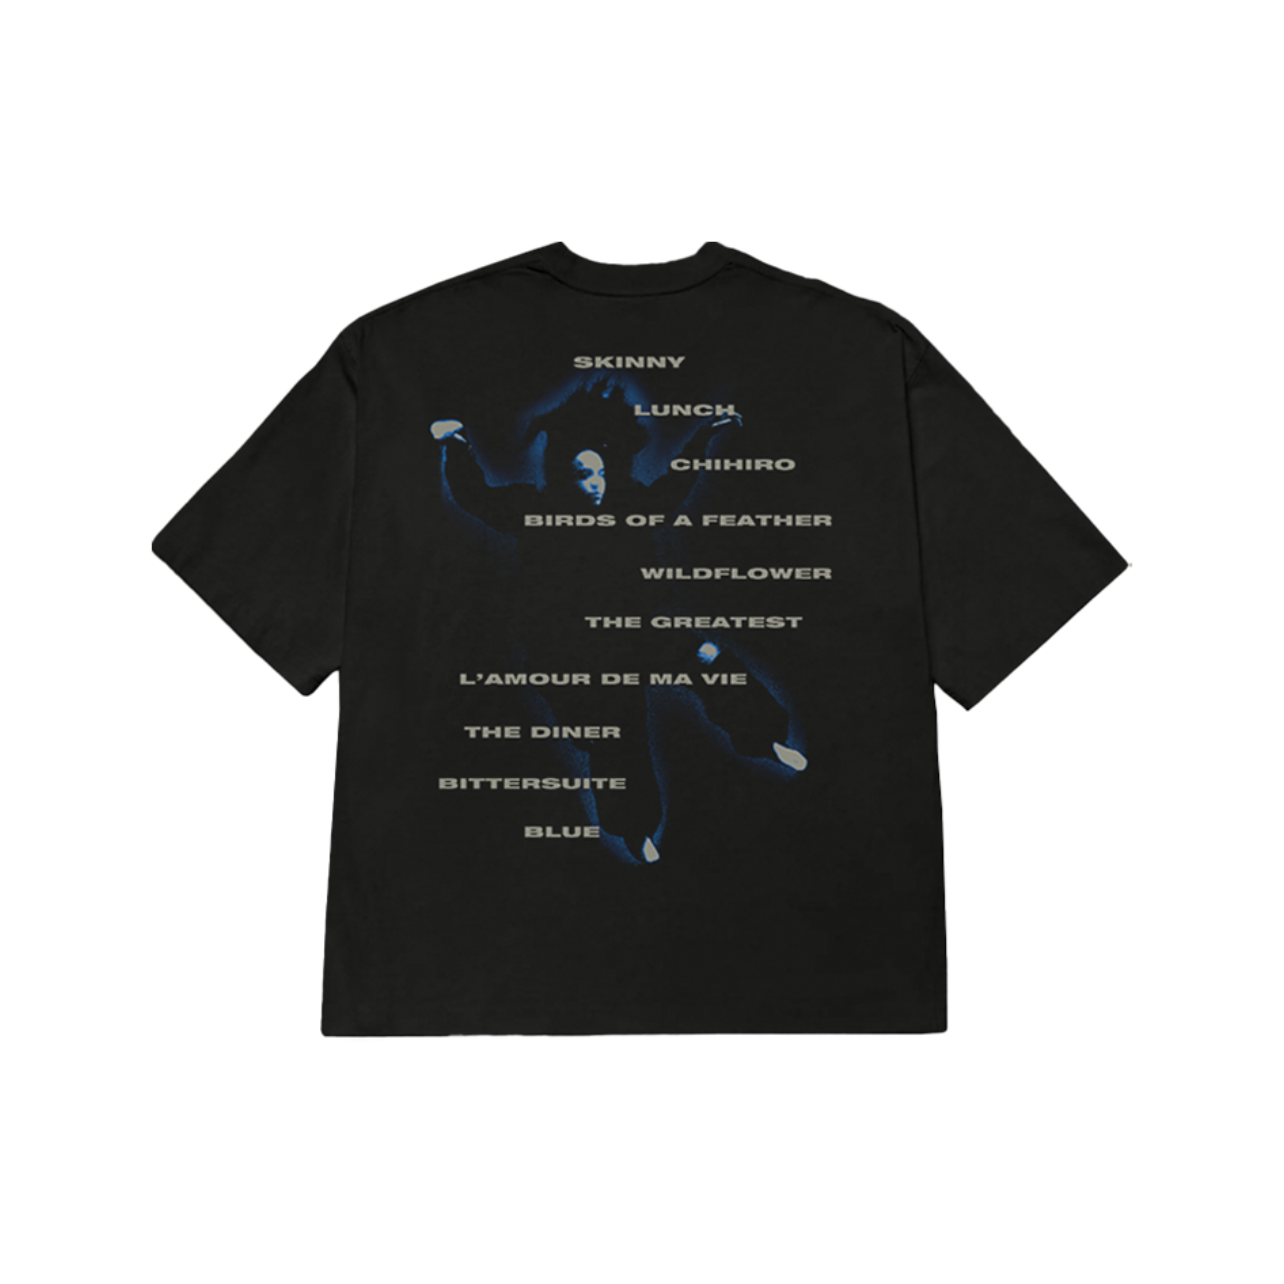 SKINNY
LUNCH
CHIHIRO
BIRDS OF A FEATHER
WILDFLOWER
THE GREATEST
L’AMOUR DE MA VIE
THE DINER
BITTERSUITE
BLUE